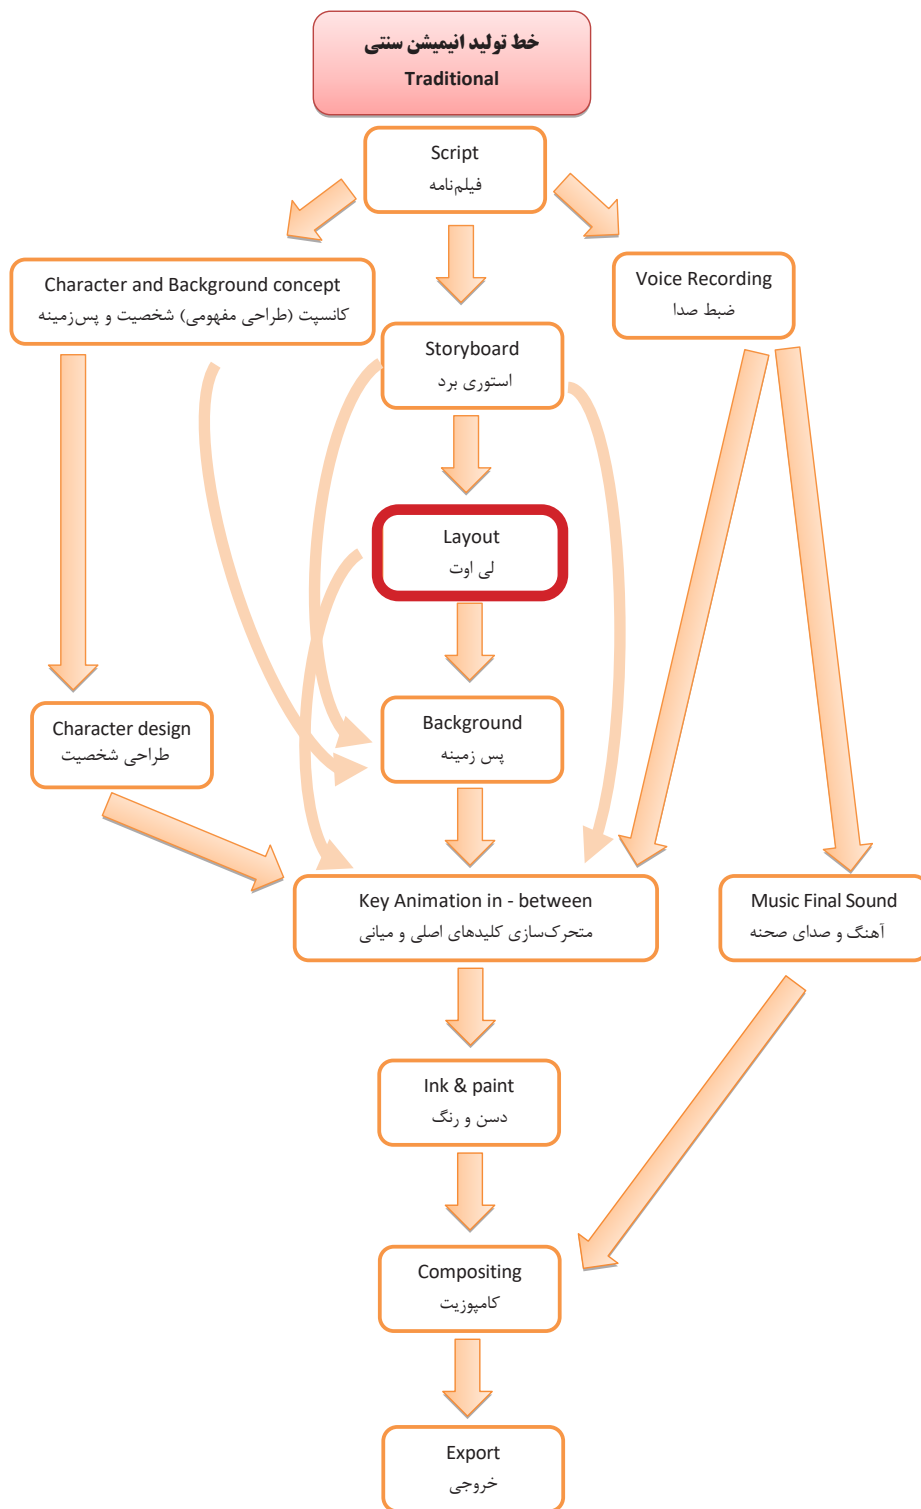 خط تولید انیمیشن سنتی
Traditional
Script
فیلم‌نامه
Character and Background concept
کانسپت (طراحی مفهومی) شخصیت و پس‌زمینه
Voice Recording
ضبط صدا
Storyboard
استوری برد
Layout
لی اوت
Character design
طراحی شخصیت
Background
پس زمینه
Key Animation in - between
متحرک‌سازی کلیدهای اصلی و میانی
Music Final Sound
آهنگ و صدای صحنه
Ink & paint
دسن و رنگ
Compositing
کامپوزیت
Export
خروجی